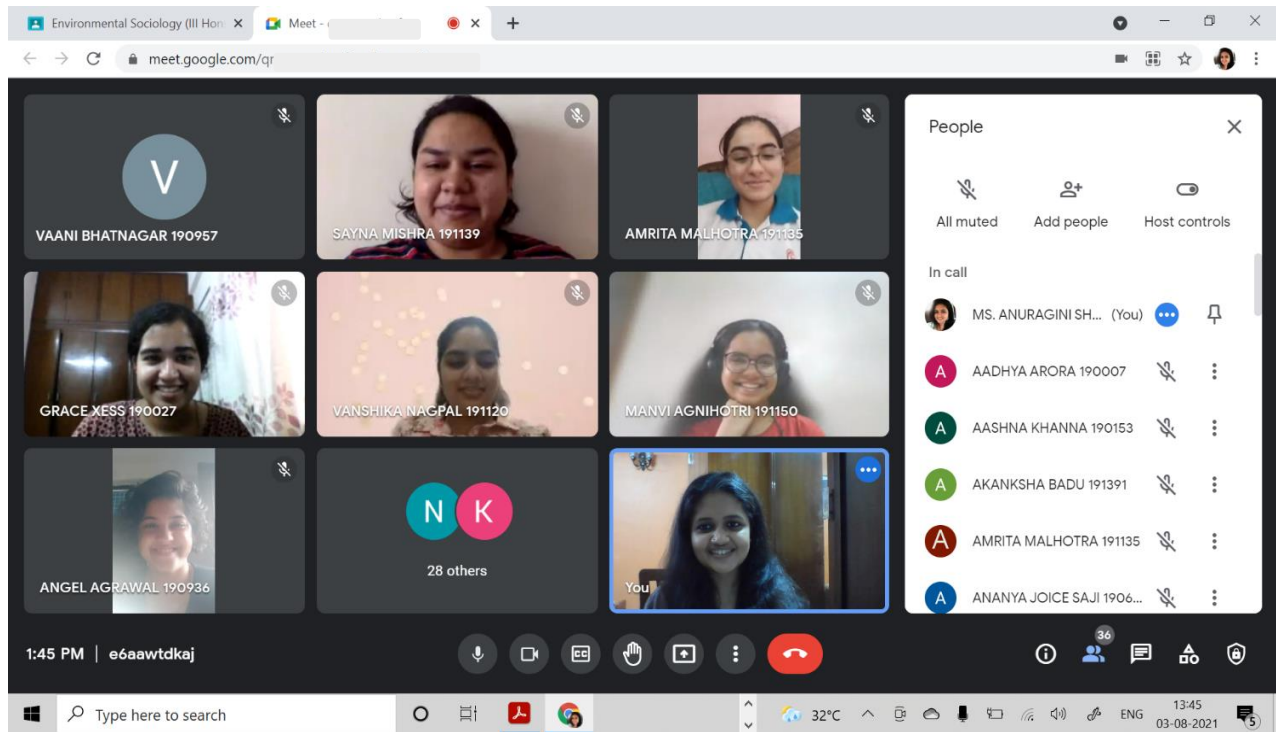 Environmental Sociology (III Hon
Meet -
meet.google.com/qr
V
VAANI BHATNAGAR 190957
SAYNA MISHRA 191139
AMRITA MALHOTRA 191135
GRACE XESS 190027
VANSHIKA NAGPAL 191120
MANVI AGNIHOTRI 191150
ANGEL AGRAWAL 190936
N K
28 others
You
People
All muted
Add people
Host controls
In call
MS. ANURAGINI SH... (You)
A AADHYA ARORA 190007
A AASHNA KHANNA 190153
A AKANKSHA BADU 191391
A AMRITA MALHOTRA 191135
A ANANYA JOICE SAJI 1906...
1:45 PM | e6aawtdkaj
CC
36
Type here to search
32°C
ENG
13:45
03-08-2021
5